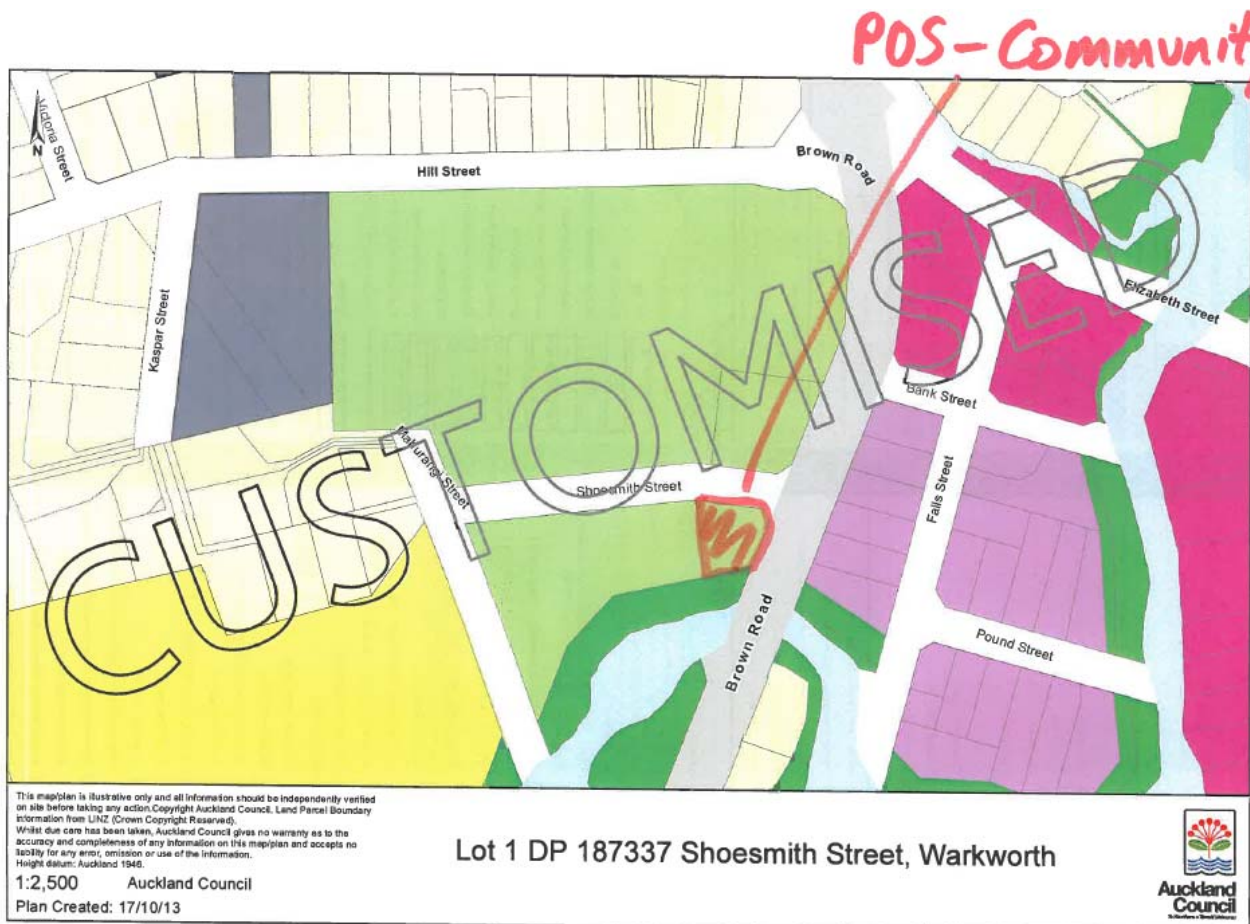 POS - Communit
Victoria Street
N
Hill Street
Brown Road
Kaspar Street
Elizabeth Street
Bank Street
Mahurangi Street
Shoesmith Street
Falls Street
Pound Street
Brown Road
CUSTOMISED
This map/plan is illustrative only and all information should be independently verified
on site before taking any action.Copyright Auckland Council. Land Parcel Boundary
information from LINZ (Crown Copyright Reserved).
Whilst due care has been taken, Auckland Council gives no warranty as to the
accuracy and completeness of any information on this map/plan and accepts no
liability for any error, omission or use of the information.
Height datum: Auckland 1946.
1:2,500 Auckland Council
Plan Created: 17/10/13
Lot 1 DP 187337 Shoesmith Street, Warkworth
Auckland
Council